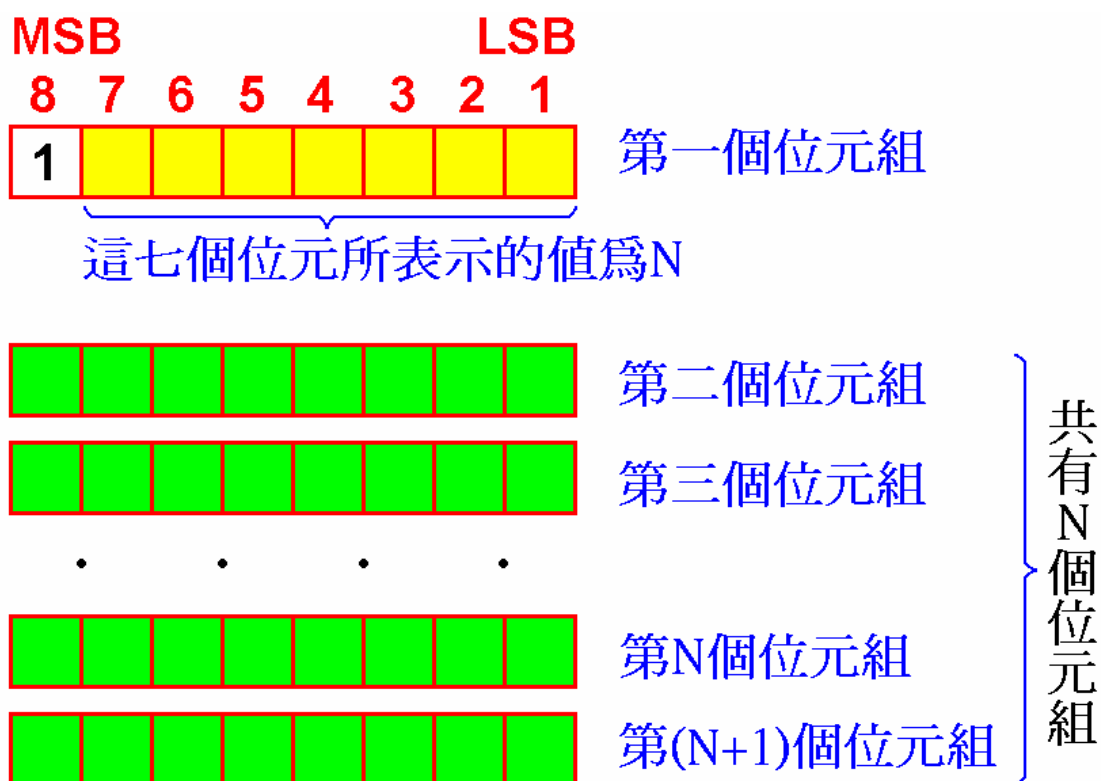 MSB LSB
8 7 6 5 4 3 2 1
1 第一個位元組
這七個位元所表示的值爲N
第二個位元組
第三個位元組
第N個位元組
第(N+1)個位元組
共有N個位元組